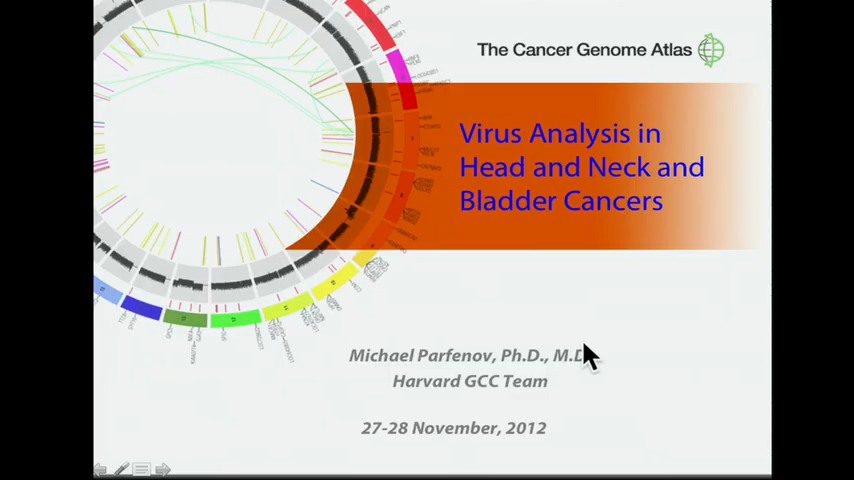 The Cancer Genome Atlas
Virus Analysis in
Head and Neck and
Bladder Cancers
Michael Parfenov, Ph.D., M.D
Harvard GCC Team
27-28 November, 2012